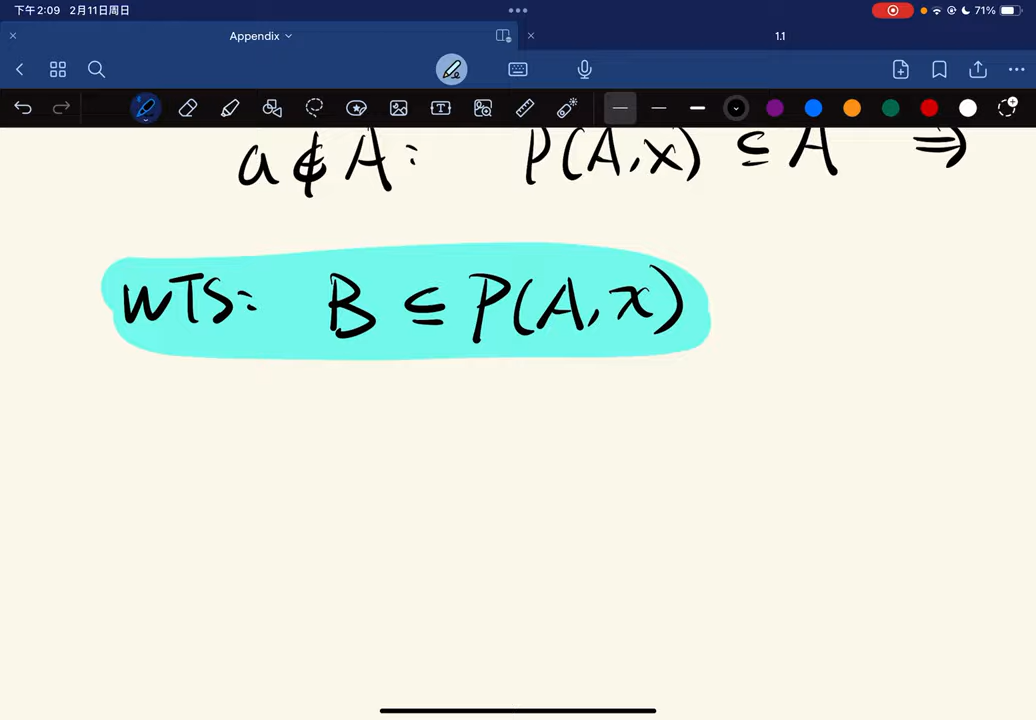 下午2:09 2月11日周日 71%
Appendix 1.1
a ∉ A: P(A,x) ⊆ A ⇒
WTS: B ⊆ P(A,x)